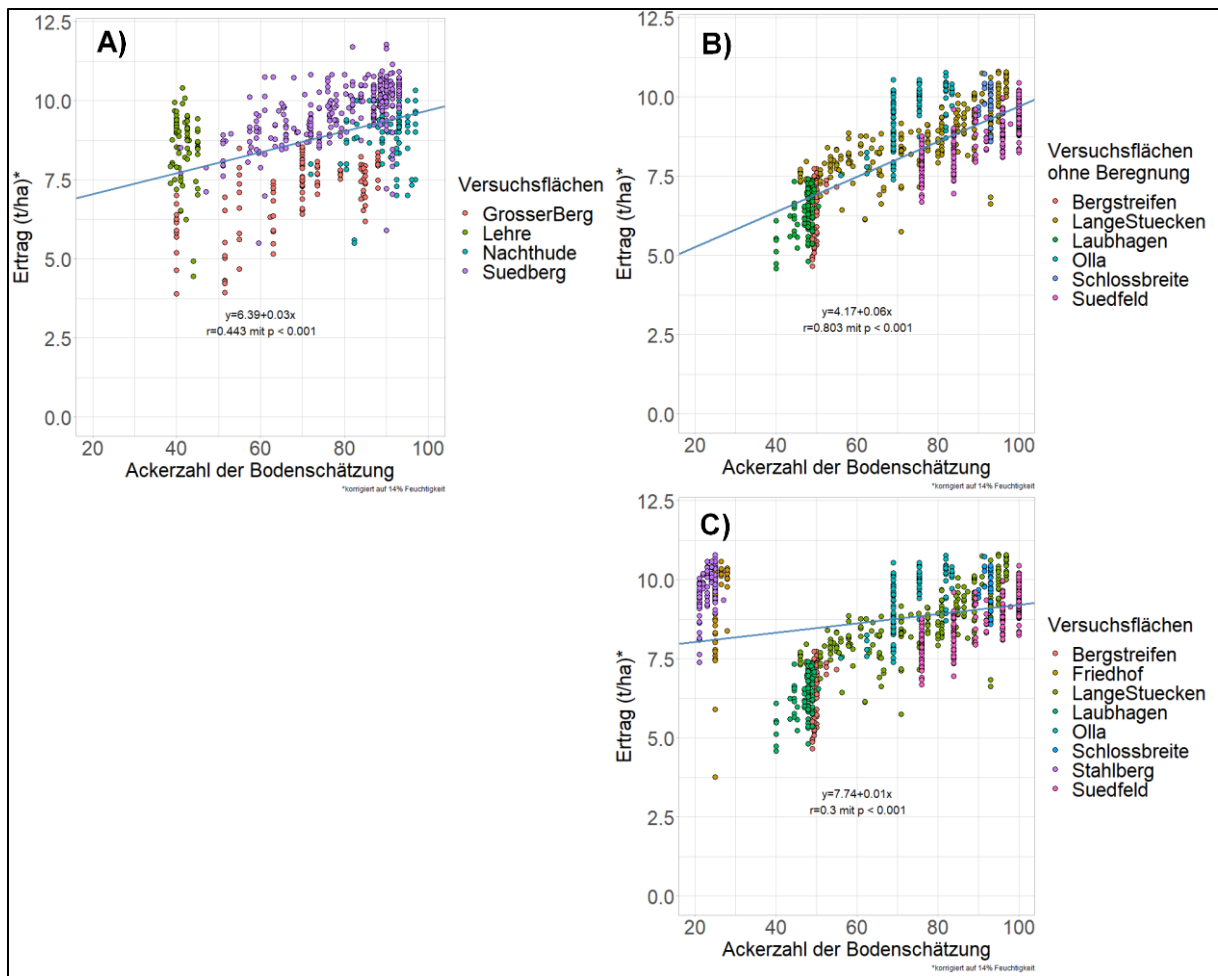 A)
12.5
10.0
7.5
5.0
2.5
0.0
Ertrag (t/ha)*
y=6.39+0.03x
r=0.443 mit p < 0.001
20 40 60 80 100
Ackerzahl der Bodenschätzung
*korrigiert auf 14% Feuchtigkeit
Versuchsflächen
GrosserBerg
Lehre
Nachthude
Suedberg
B)
12.5
10.0
7.5
5.0
2.5
0.0
Ertrag (t/ha)*
y=4.17+0.06x
r=0.803 mit p < 0.001
20 40 60 80 100
Ackerzahl der Bodenschätzung
*korrigiert auf 14% Feuchtigkeit
Versuchsflächen
ohne Beregnung
Bergstreifen
LangeStuecken
Laubhagen
Olla
Schlossbreite
Suedfeld
C)
12.5
10.0
7.5
5.0
2.5
0.0
Ertrag (t/ha)*
y=7.74+0.01x
r=0.3 mit p < 0.001
20 40 60 80 100
Ackerzahl der Bodenschätzung
*korrigiert auf 14% Feuchtigkeit
Versuchsflächen
Bergstreifen
Friedhof
LangeStuecken
Laubhagen
Olla
Schlossbreite
Stahlberg
Suedfeld